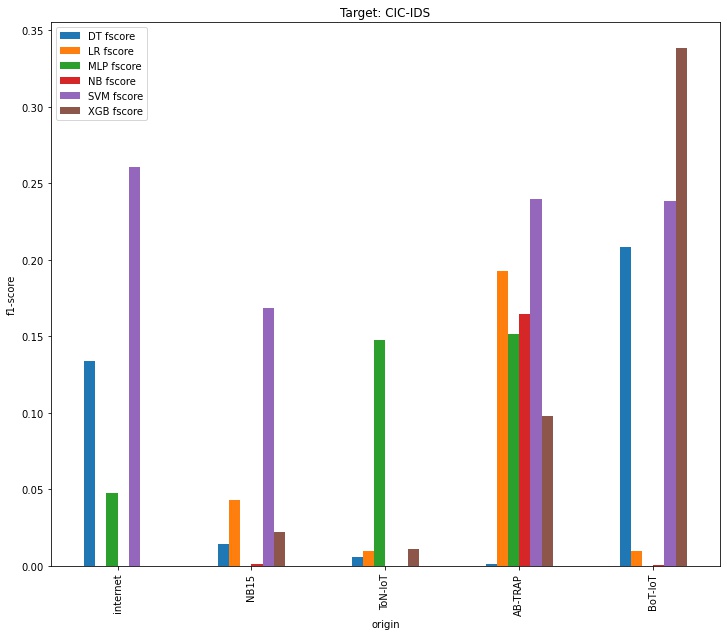 Target: CIC-IDS
DT fscore
LR fscore
MLP fscore
NB fscore
SVM fscore
XGB fscore
f1-score
0.35
0.30
0.25
0.20
0.15
0.10
0.05
0.00
internet
NB15
ToN-IoT
AB-TRAP
BoT-IoT
origin